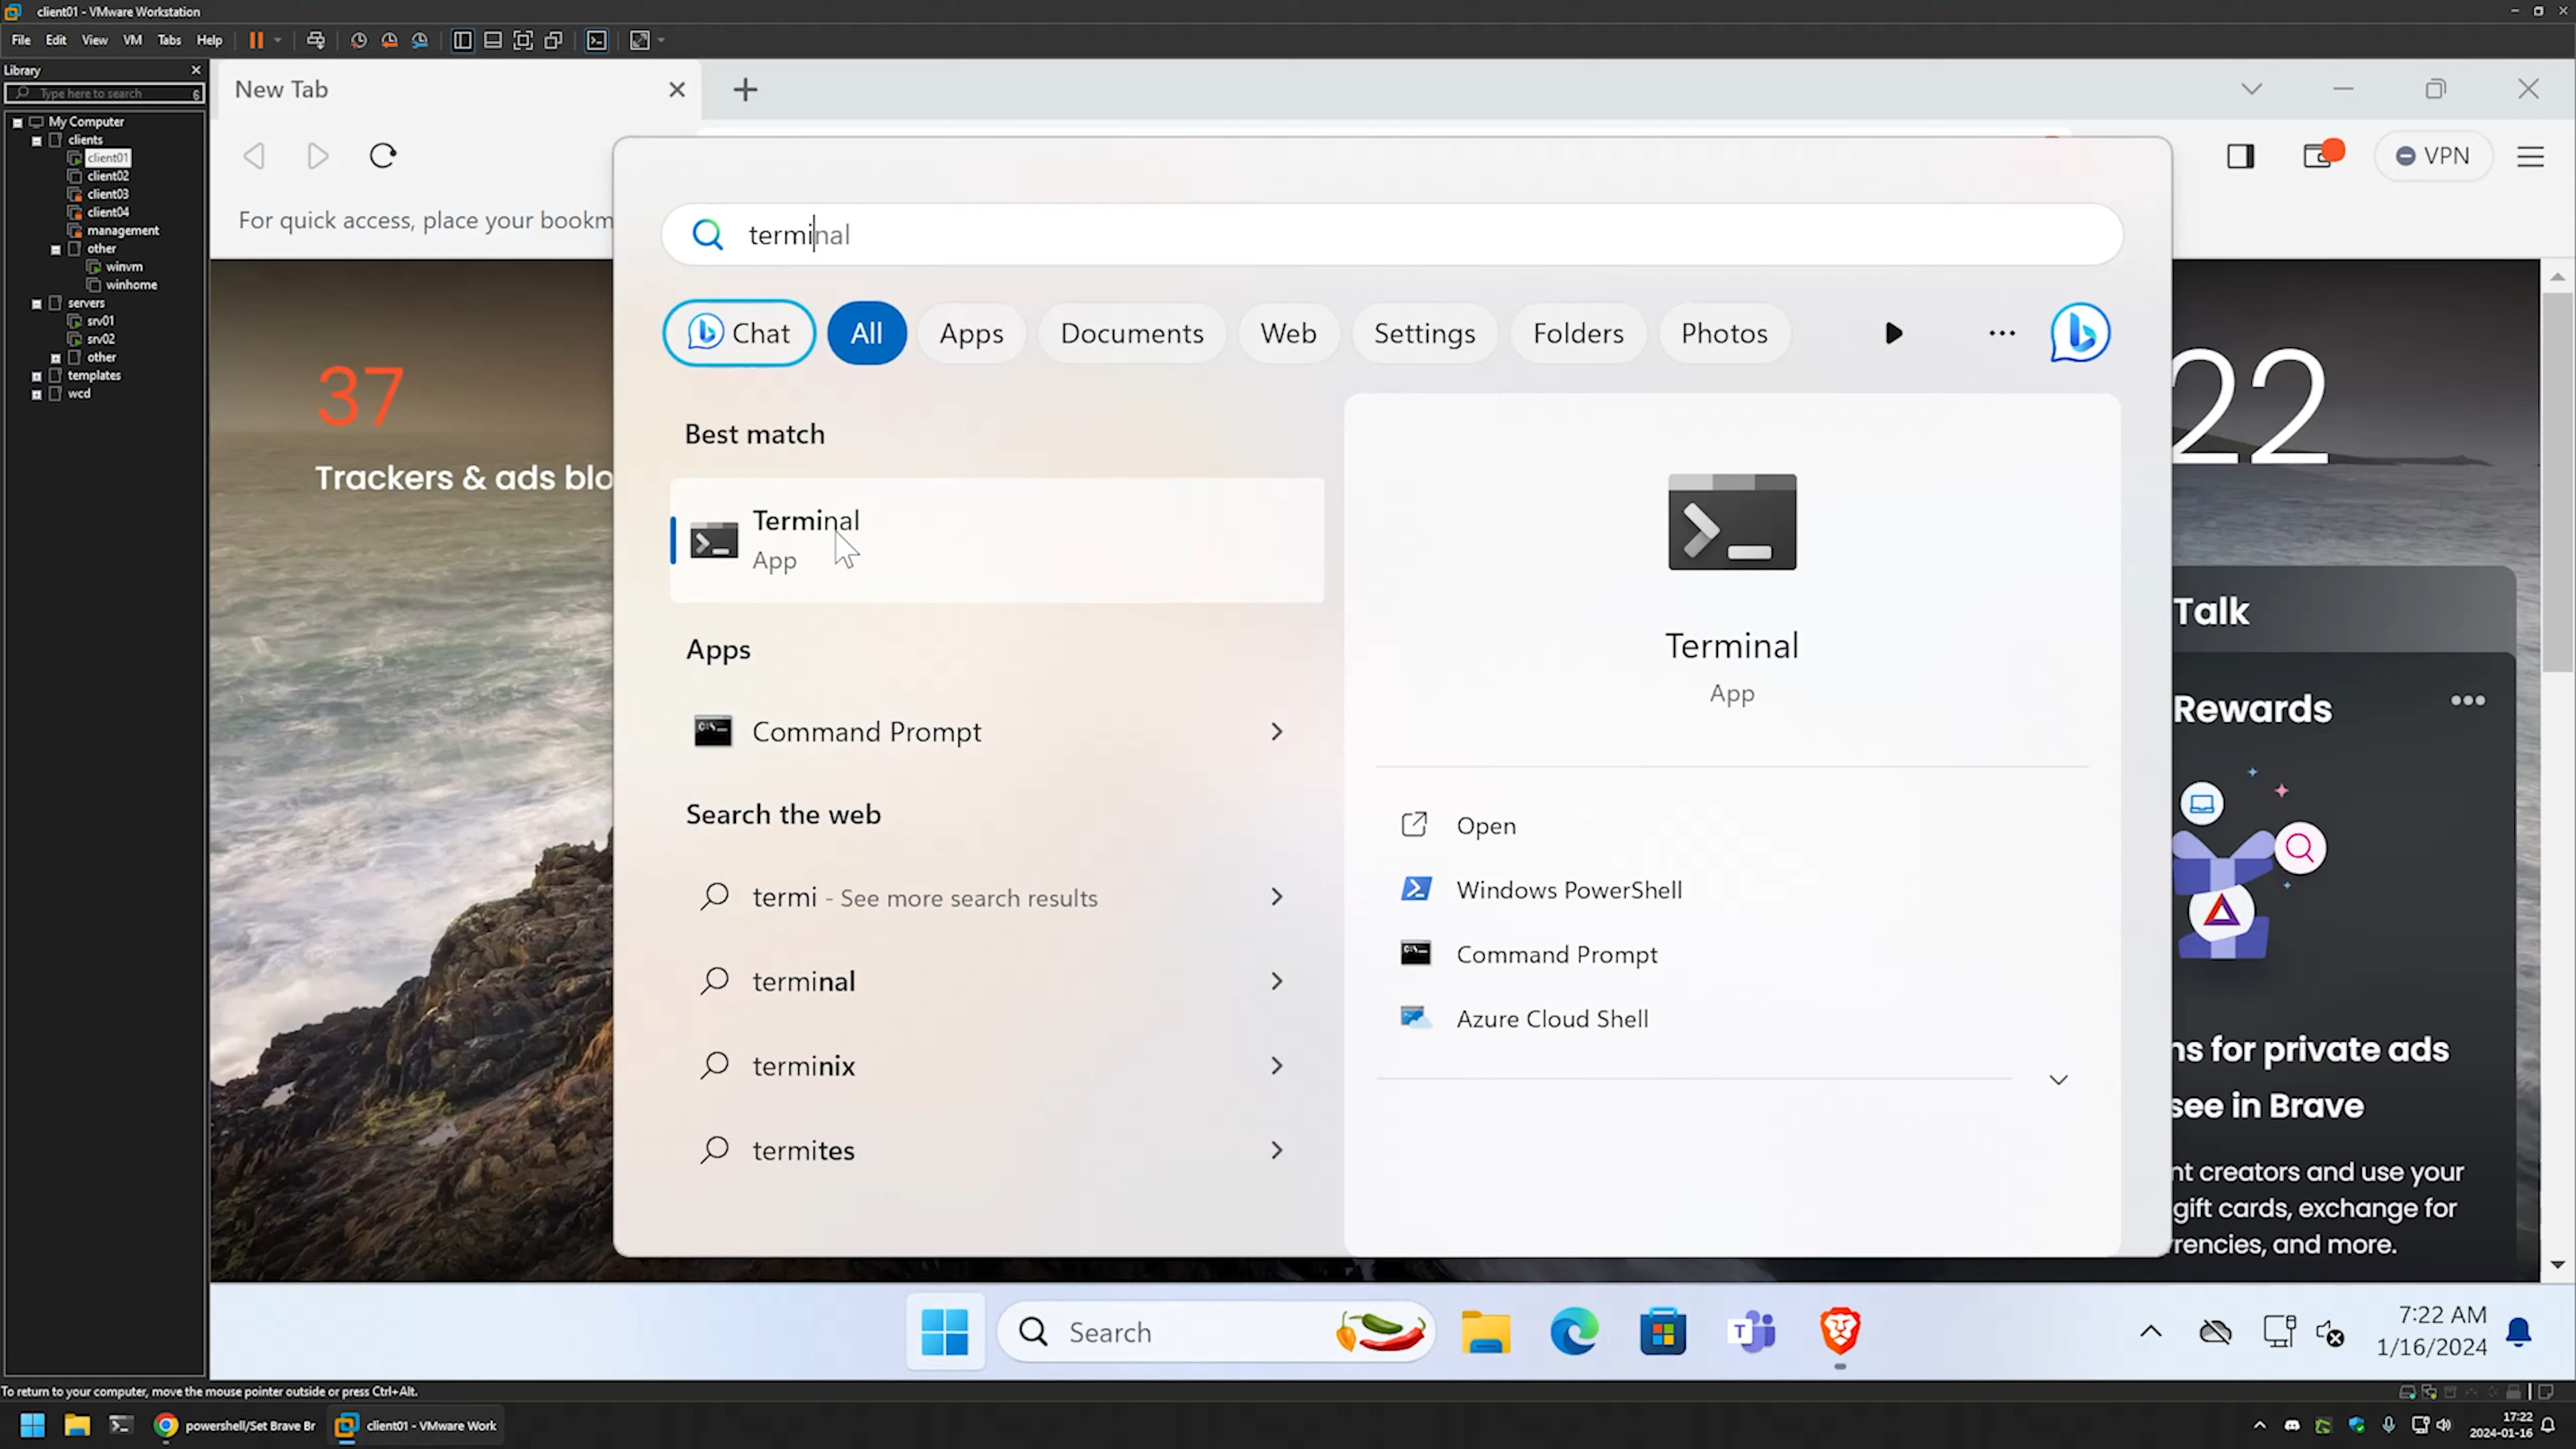 client01 - VMware Workstation
File Edit View VM Tabs Help
Library
Type here to search
6
My Computer
clients
client01
client02
client03
client04
management
other
winvm
winhome
servers
srv01
srv02
other
templates
wcd
New Tab
VPN
For quick access, place your bookm
37
Trackers & ads blo
22
Talk
Rewards
ns for private ads
see in Brave
nt creators and use your
gift cards, exchange for
rrencies, and more.
terminal
Chat All Apps Documents Web Settings Folders Photos
Best match
Terminal
App
Apps
Command Prompt
Search the web
termi - See more search results
terminal
terminix
termites
Terminal
App
Open
Windows PowerShell
Command Prompt
Azure Cloud Shell
Search
7:22 AM
1/16/2024
To return to your computer, move the mouse pointer outside or press Ctrl+Alt.
powershell/Set Brave Br
client01 - VMware Work
17:22
2024-01-16